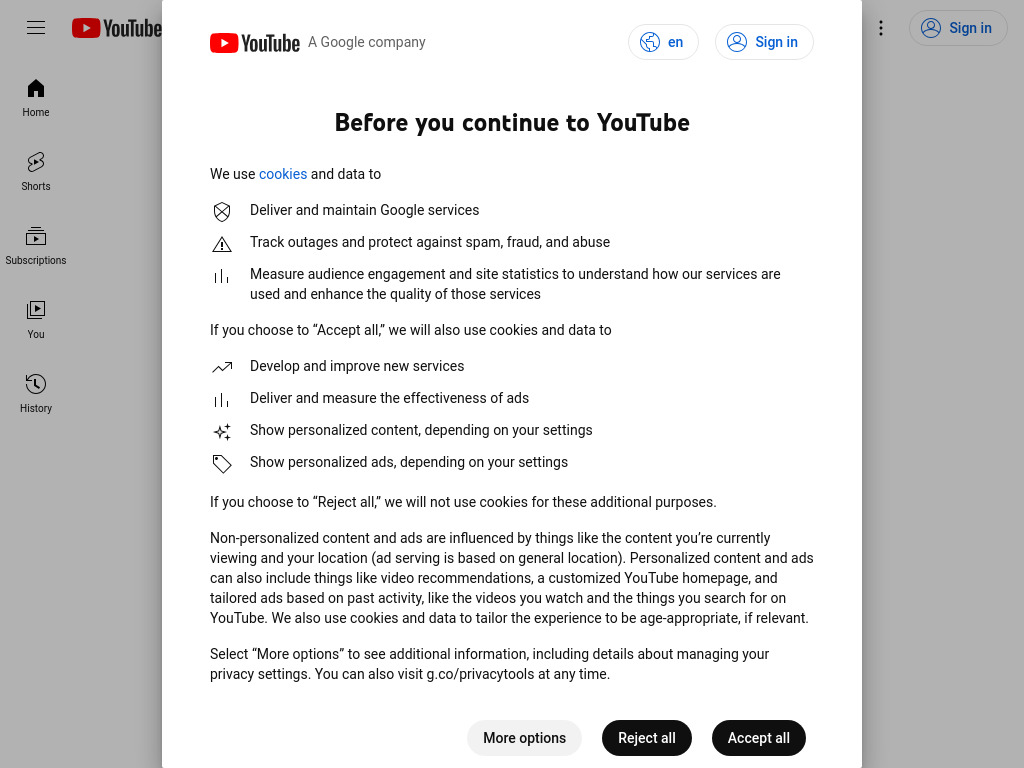 YouTube
Sign in
Home
Shorts
Subscriptions
You
History
YouTube A Google company
en
Sign in
Before you continue to YouTube
We use cookies and data to
Deliver and maintain Google services
Track outages and protect against spam, fraud, and abuse
Measure audience engagement and site statistics to understand how our services are
used and enhance the quality of those services
If you choose to “Accept all,” we will also use cookies and data to
Develop and improve new services
Deliver and measure the effectiveness of ads
Show personalized content, depending on your settings
Show personalized ads, depending on your settings
If you choose to “Reject all,” we will not use cookies for these additional purposes.
Non-personalized content and ads are influenced by things like the content you’re currently
viewing and your location (ad serving is based on general location). Personalized content and ads
can also include things like video recommendations, a customized YouTube homepage, and
tailored ads based on past activity, like the videos you watch and the things you search for on
YouTube. We also use cookies and data to tailor the experience to be age-appropriate, if relevant.
Select “More options” to see additional information, including details about managing your
privacy settings. You can also visit g.co/privacytools at any time.
More options
Reject all
Accept all